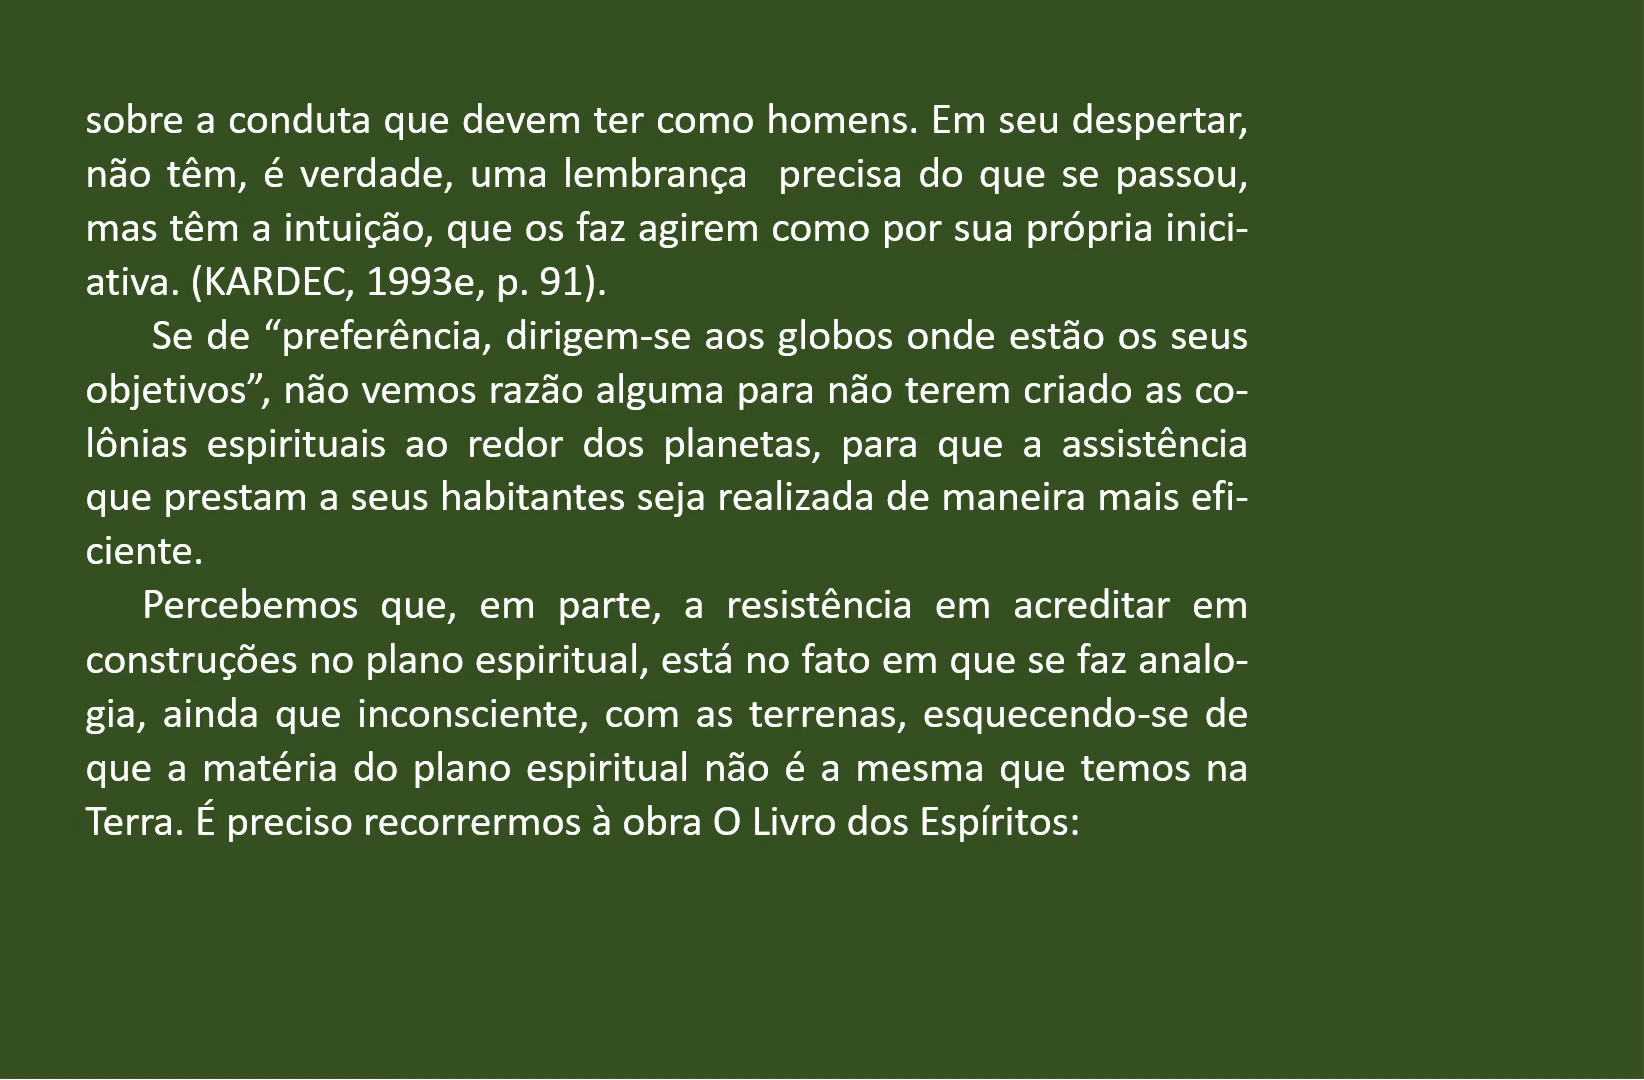 sobre a conduta que devem ter como homens. Em seu despertar,
não têm, é verdade, uma lembrança  precisa do que se passou,
mas têm a intuição, que os faz agirem como por sua própria inici-
ativa. (KARDEC, 1993e, p. 91).
Se de “preferência, dirigem-se aos globos onde estão os seus
objetivos”, não vemos razão alguma para não terem criado as co-
lônias espirituais ao redor dos planetas, para que a assistência
que prestam a seus habitantes seja realizada de maneira mais efi-
ciente.
Percebemos que, em parte, a resistência em acreditar em
construções no plano espiritual, está no fato em que se faz analo-
gia, ainda que inconsciente, com as terrenas, esquecendo-se de
que a matéria do plano espiritual não é a mesma que temos na
Terra. É preciso recorrermos à obra O Livro dos Espíritos: